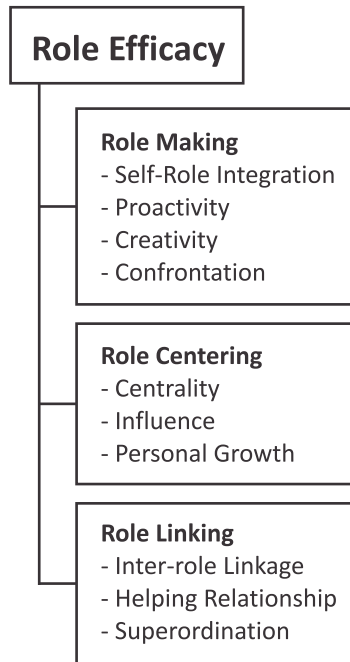 Role Efficacy
Role Making
- Self-Role Integration
- Proactivity
- Creativity
- Confrontation
Role Centering
- Centrality
- Influence
- Personal Growth
Role Linking
- Inter-role Linkage
- Helping Relationship
- Superordination